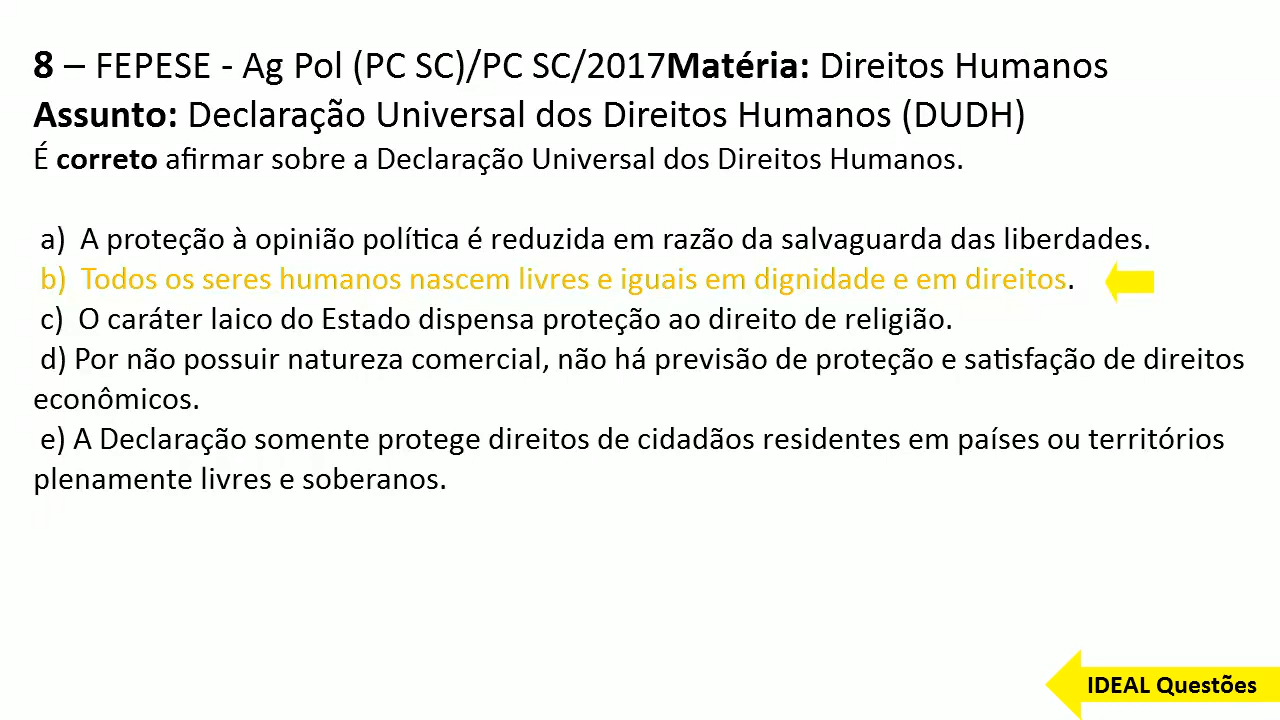 8 – FEPESE - Ag Pol (PC SC)/PC SC/2017Matéria: Direitos Humanos
Assunto: Declaração Universal dos Direitos Humanos (DUDH)
É correto afirmar sobre a Declaração Universal dos Direitos Humanos.
a) A proteção à opinião política é reduzida em razão da salvaguarda das liberdades.
b) Todos os seres humanos nascem livres e iguais em dignidade e em direitos.
c) O caráter laico do Estado dispensa proteção ao direito de religião.
d) Por não possuir natureza comercial, não há previsão de proteção e satisfação de direitos
econômicos.
e) A Declaração somente protege direitos de cidadãos residentes em países ou territórios
plenamente livres e soberanos.
IDEAL Questões